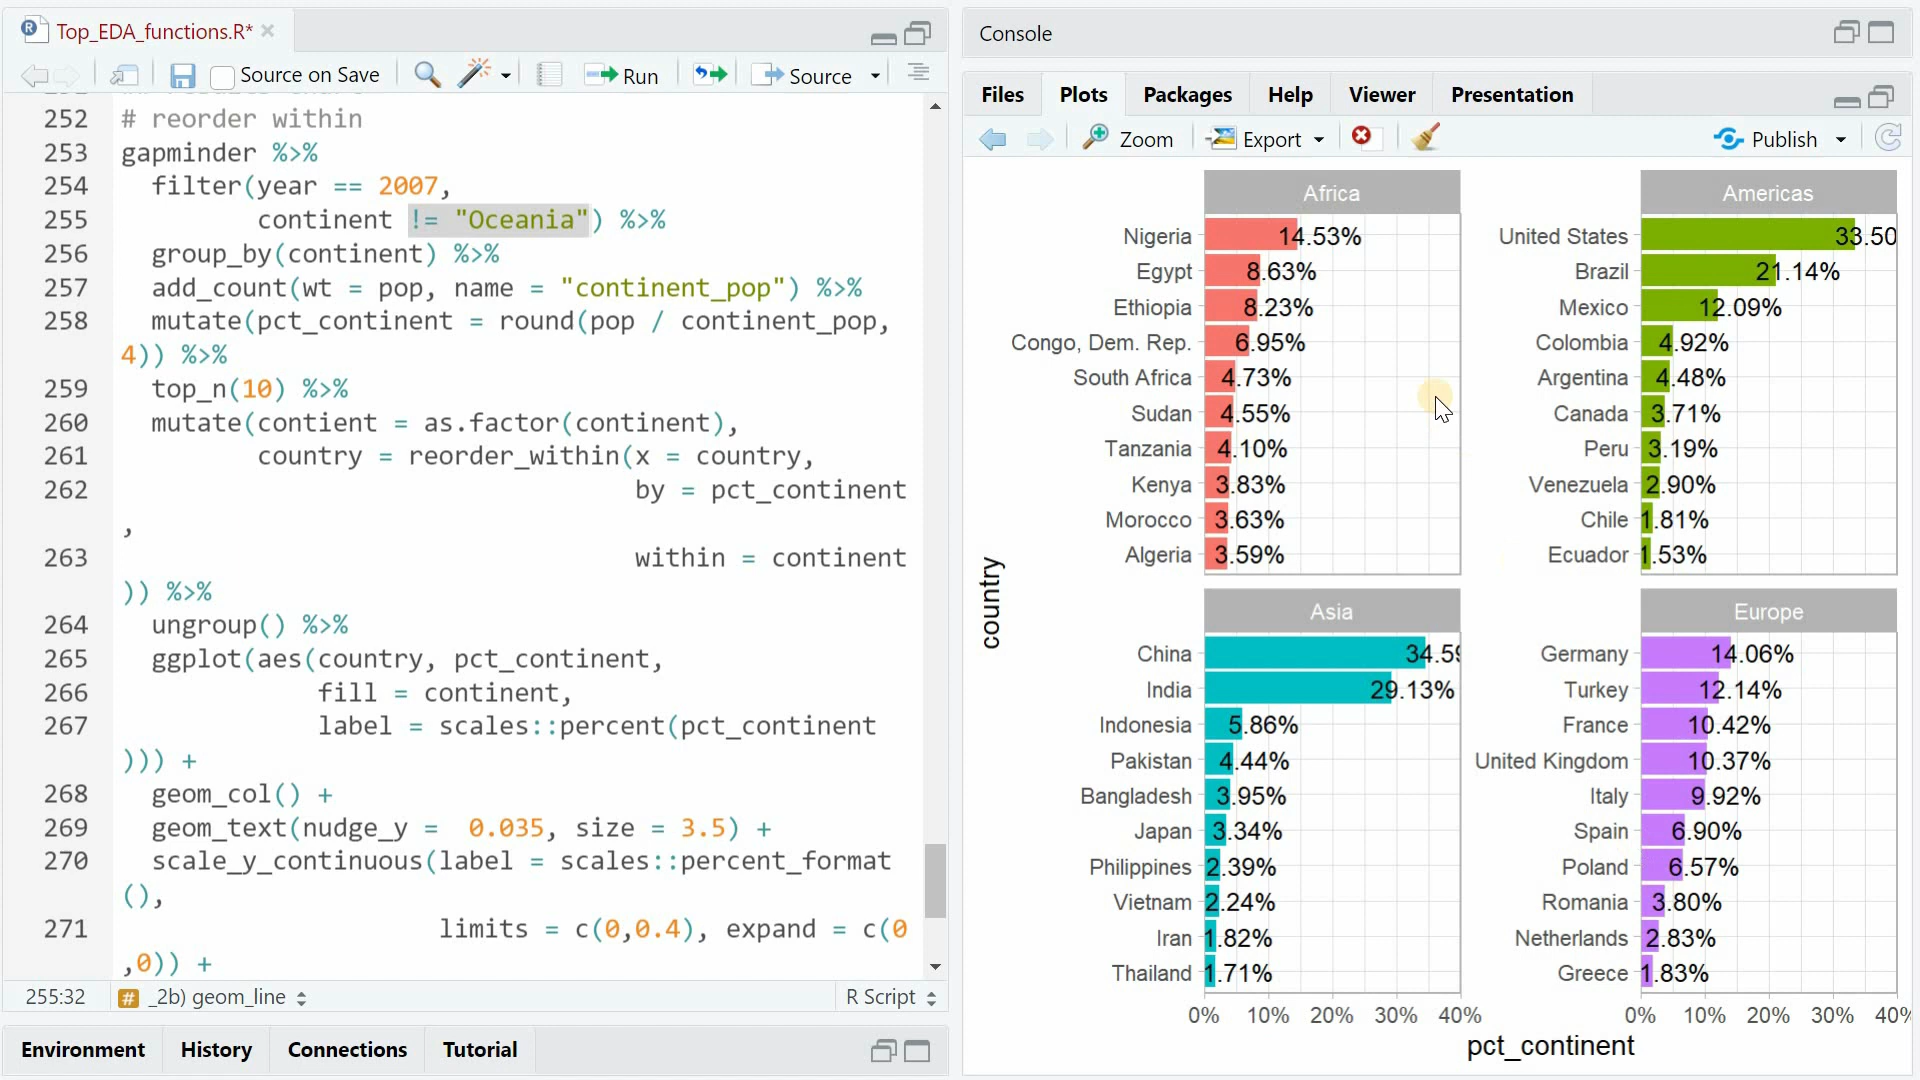 Top_EDA_functions.R*
Source on Save
Run
Source
252 # reorder within
253 gapminder %>%
254 filter(year == 2007,
255 continent != "Oceania") %>%
256 group_by(continent) %>%
257 add_count(wt = pop, name = "continent_pop") %>%
258 mutate(pct_continent = round(pop / continent_pop,
4)) %>%
259 top_n(10) %>%
260 mutate(contient = as.factor(continent),
261 country = reorder_within(x = country,
262 by = pct_continent
,
263 within = continent
)) %>%
264 ungroup() %>%
265 ggplot(aes(country, pct_continent,
266 fill = continent,
267 label = scales::percent(pct_continent
))) +
268 geom_col() +
269 geom_text(nudge_y =  0.035, size = 3.5) +
270 scale_y_continuous(label = scales::percent_format
(),
271 limits = c(0,0.4), expand = c(0
,0)) +
255:32
# _2b) geom_line
R Script
Environment History Connections Tutorial
Console
Files Plots Packages Help Viewer Presentation
Zoom Export Publish
country
Africa
Nigeria 14.53%
Egypt 8.63%
Ethiopia 8.23%
Congo, Dem. Rep. 6.95%
South Africa 4.73%
Sudan 4.55%
Tanzania 4.10%
Kenya 3.83%
Morocco 3.63%
Algeria 3.59%
Americas
United States 33.50
Brazil 21.14%
Mexico 12.09%
Colombia 4.92%
Argentina 4.48%
Canada 3.71%
Peru 3.19%
Venezuela 2.90%
Chile 1.81%
Ecuador 1.53%
Asia
China 34.59
India 29.13%
Indonesia 5.86%
Pakistan 4.44%
Bangladesh 3.95%
Japan 3.34%
Philippines 2.39%
Vietnam 2.24%
Iran 1.82%
Thailand 1.71%
0% 10% 20% 30% 40%
Europe
Germany 14.06%
Turkey 12.14%
France 10.42%
United Kingdom 10.37%
Italy 9.92%
Spain 6.90%
Poland 6.57%
Romania 3.80%
Netherlands 2.83%
Greece 1.83%
0% 10% 20% 30% 40%
pct_continent